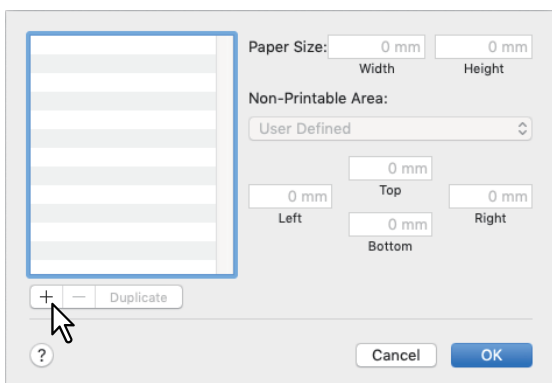 Paper Size: 0 mm 0 mm
Width Height
Non-Printable Area:
User Defined
0 mm
Top
0 mm 0 mm
Left Right
0 mm
Bottom
+ − Duplicate
? Cancel OK